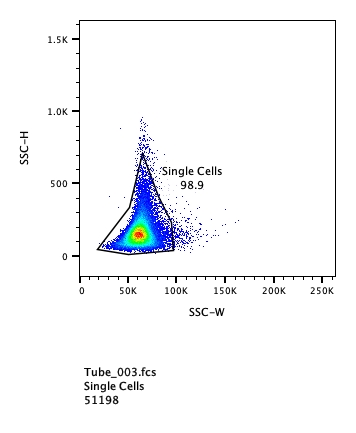 1.5K
1.0K
500
0
SSC-H
Single Cells
98.9
0 50K 100K 150K 200K 250K
SSC-W
Tube_003.fcs
Single Cells
51198